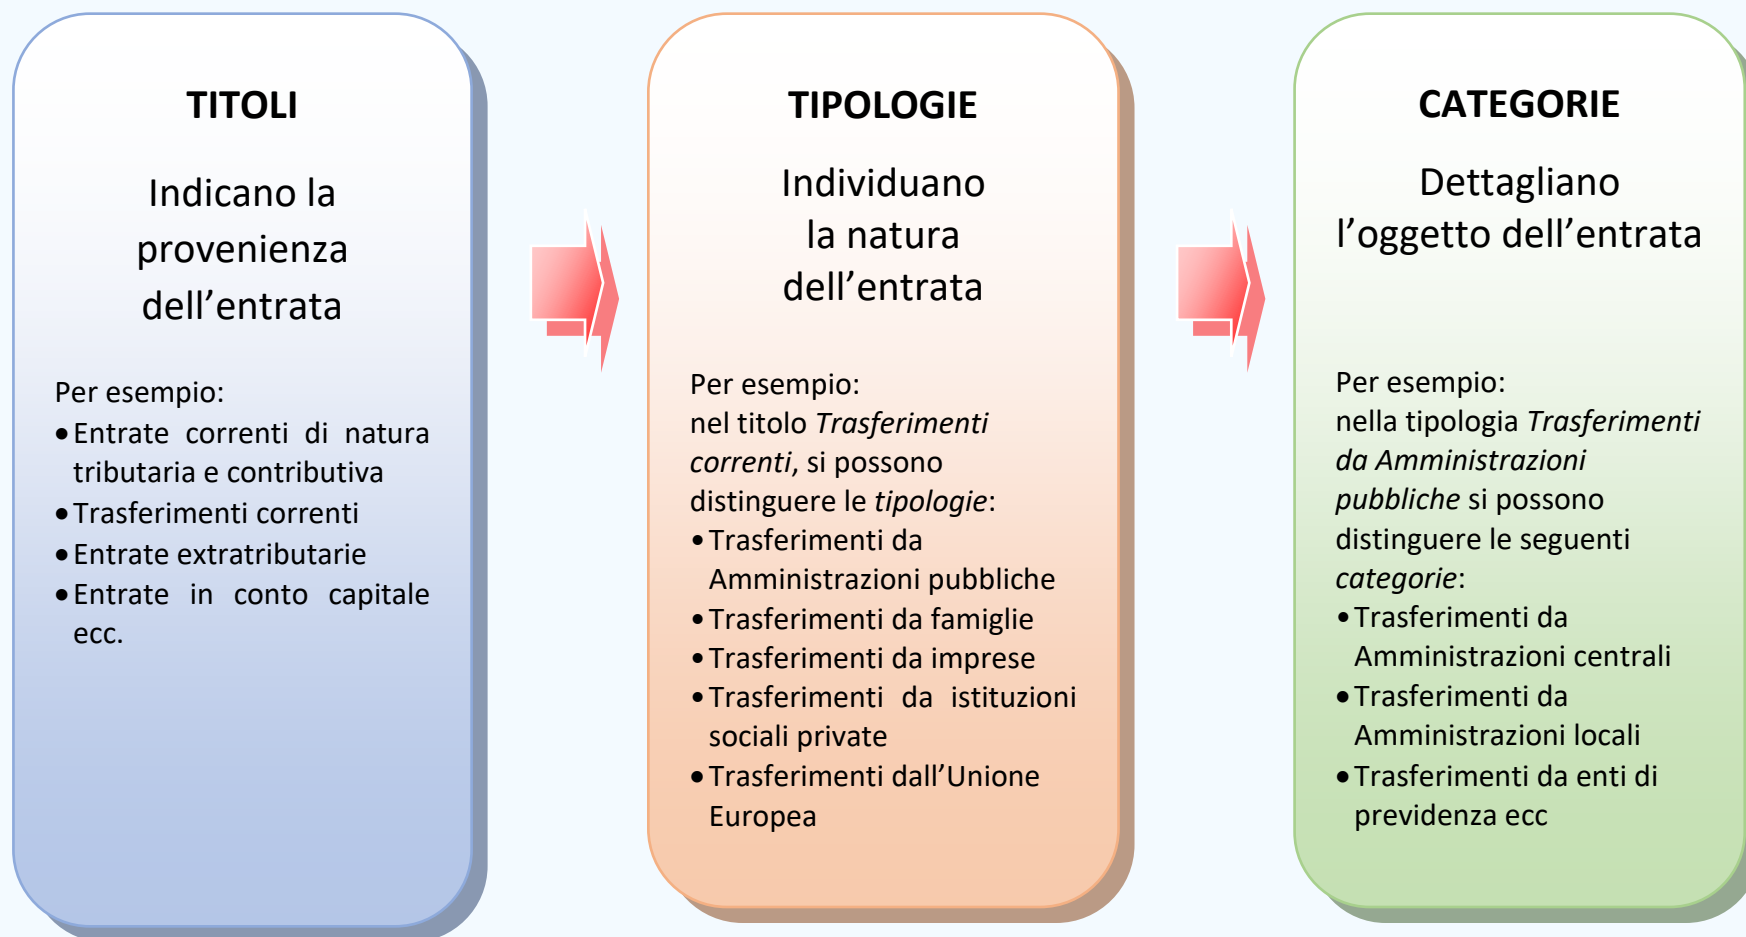 TITOLI
Indicano la
provenienza
dell’entrata
Per esempio:
•Entrate correnti di natura
tributaria e contributiva
•Trasferimenti correnti
•Entrate extratributarie
•Entrate in conto capitale
ecc.
TIPOLOGIE
Individuano
la natura
dell’entrata
Per esempio:
nel titolo Trasferimenti
correnti, si possono
distinguere le tipologie:
•Trasferimenti da
Amministrazioni pubbliche
•Trasferimenti da famiglie
•Trasferimenti da imprese
•Trasferimenti da istituzioni
sociali private
•Trasferimenti dall’Unione
Europea
CATEGORIE
Dettagliano
l’oggetto dell’entrata
Per esempio:
nella tipologia Trasferimenti
da Amministrazioni
pubbliche si possono
distinguere le seguenti
categorie:
•Trasferimenti da
Amministrazioni centrali
•Trasferimenti da
Amministrazioni locali
•Trasferimenti da enti di
previdenza ecc